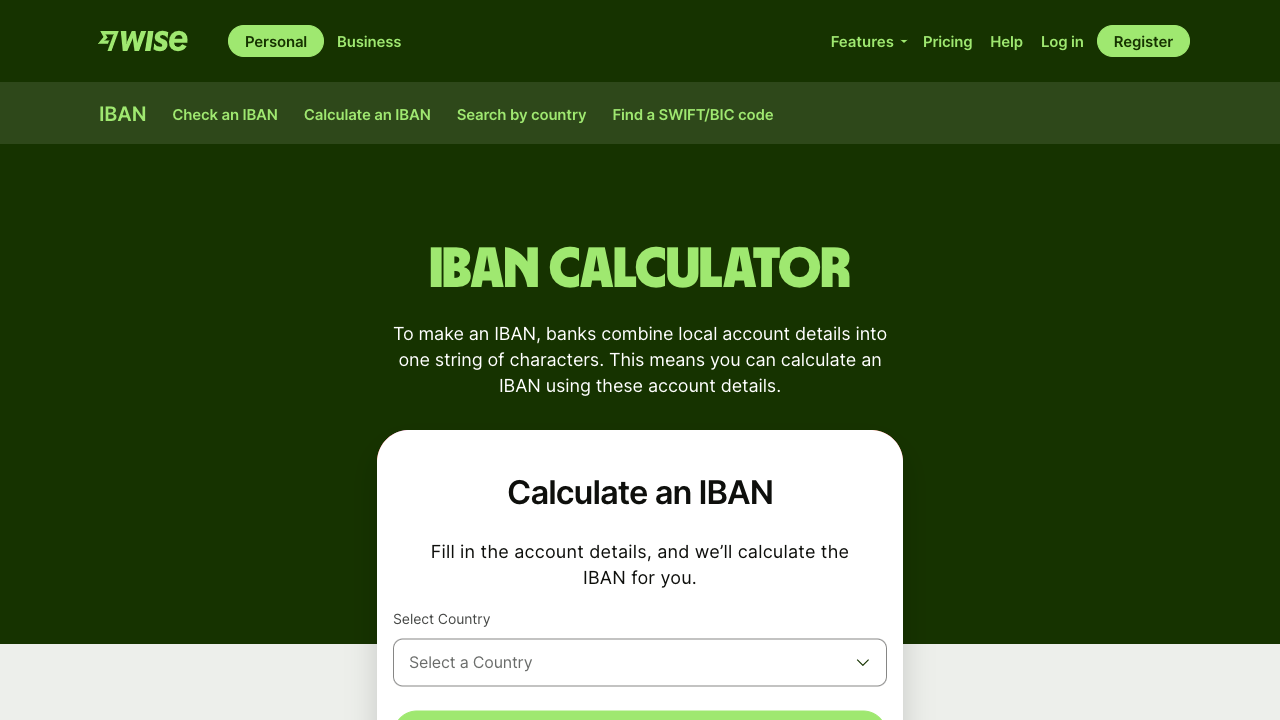 WISE
Personal
Business
Features
Pricing
Help
Log in
Register
IBAN
Check an IBAN
Calculate an IBAN
Search by country
Find a SWIFT/BIC code
IBAN CALCULATOR
To make an IBAN, banks combine local account details into
one string of characters. This means you can calculate an
IBAN using these account details.
Calculate an IBAN
Fill in the account details, and we’ll calculate the
IBAN for you.
Select Country
Select a Country